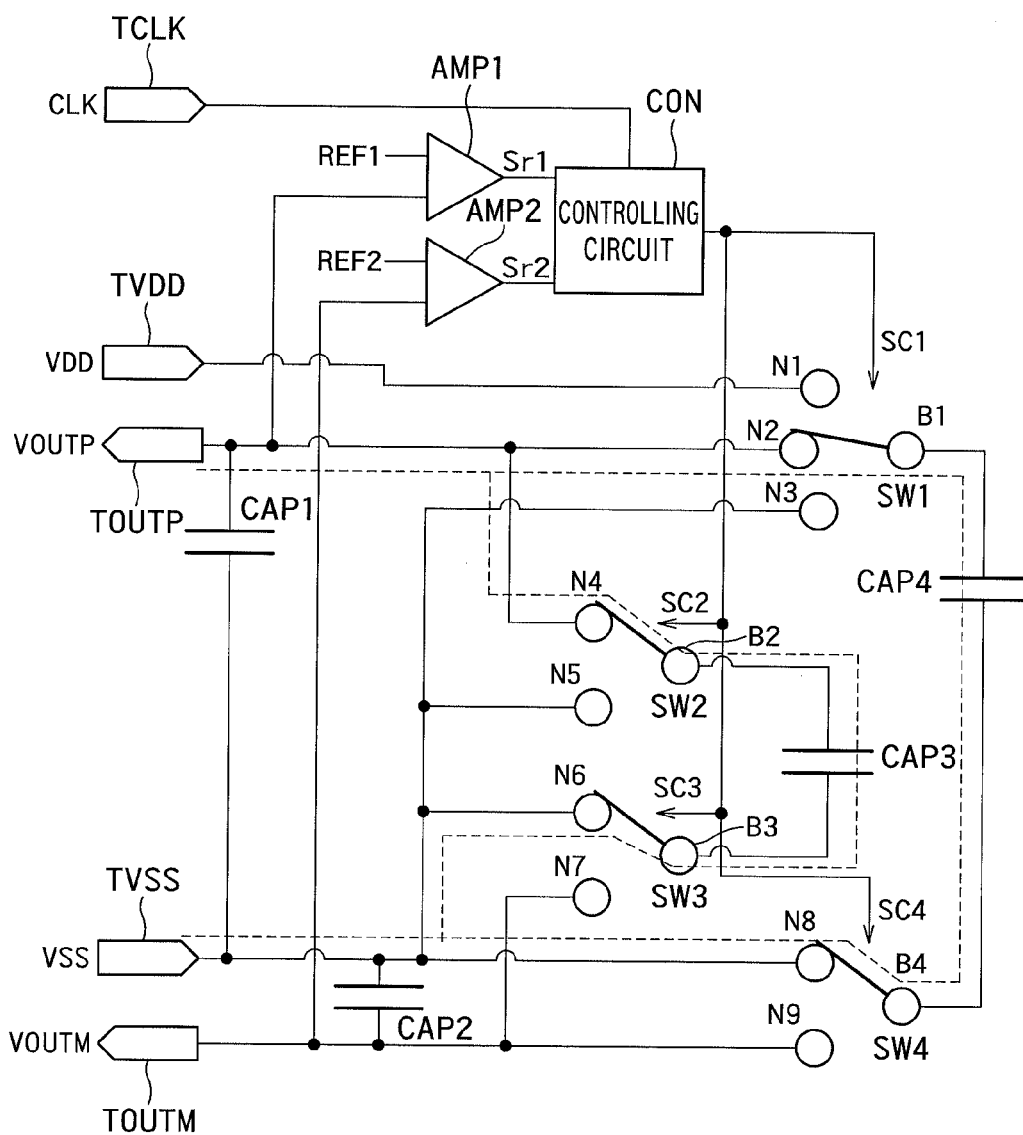 TCLK
CLK
AMP1
CON
REF1
Sr1
AMP2
CONTROLLING
CIRCUIT
REF2
Sr2
TVDD
VDD
SC1
N1
VOUTP
N2
B1
TOUTP
CAP1
N3
SW1
CAP4
N4
SC2
B2
N5
SW2
CAP3
N6
SC3
B3
N7
SW3
TVSS
SC4
VSS
N8
B4
CAP2
N9
VOUTM
SW4
TOUTM